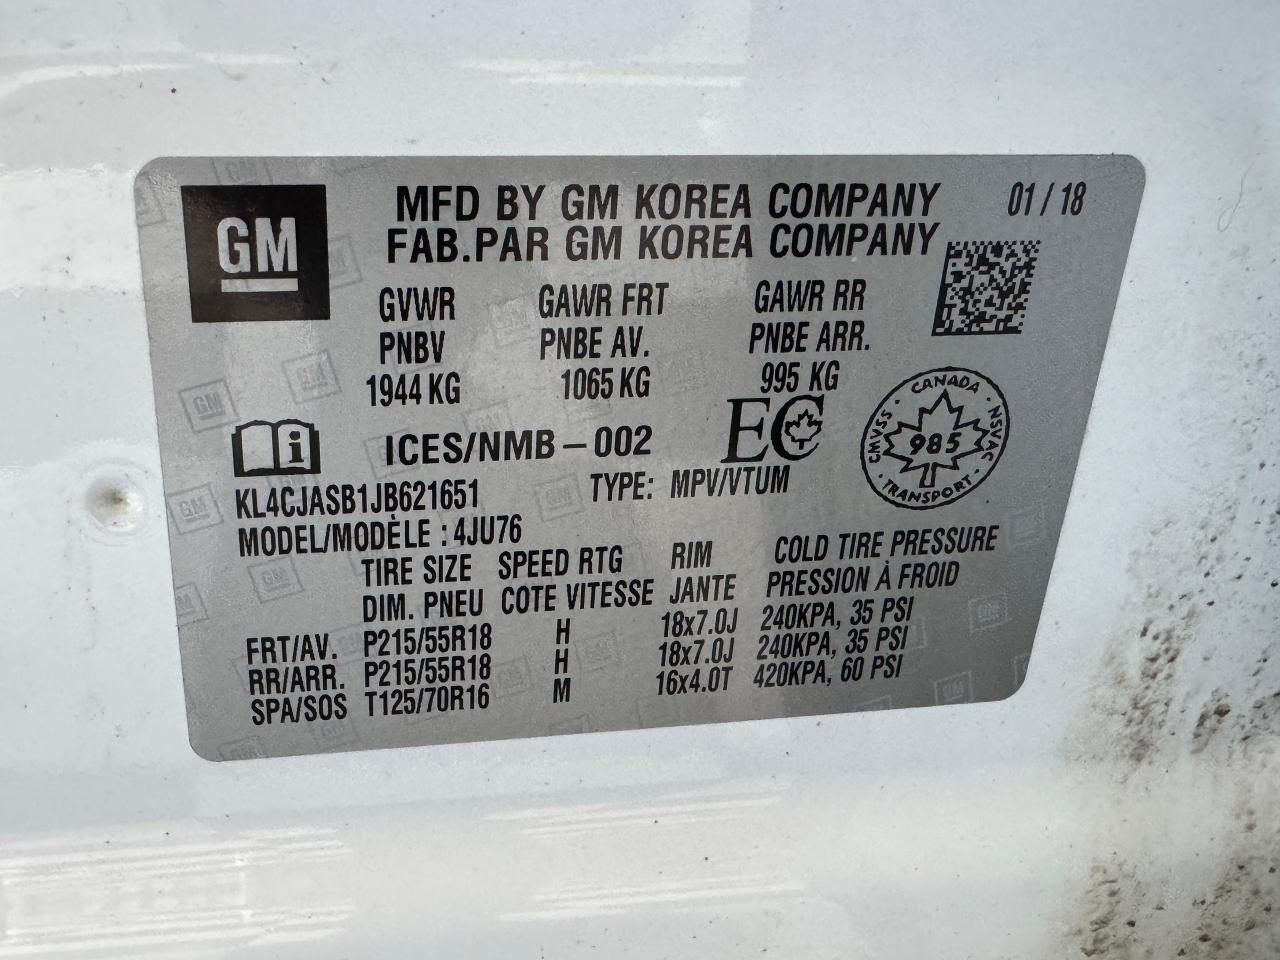 GM
MFD BY GM KOREA COMPANY 01/18
FAB.PAR GM KOREA COMPANY
GVWR GAWR FRT GAWR RR
PNBV PNBE AV. PNBE ARR.
1944 KG 1065 KG 995 KG
ICES/NMB-002 EC
CANADA
CMVSS 985 NSVAC
TRANSPORT
KL4CJASB1JB621651 TYPE: MPV/VTUM
MODEL/MODÈLE : 4JU76
TIRE SIZE SPEED RTG RIM COLD TIRE PRESSURE
DIM. PNEU COTE VITESSE JANTE PRESSION À FROID
FRT/AV. P215/55R18 H 18x7.0J 240KPA, 35 PSI
RR/ARR. P215/55R18 H 18x7.0J 240KPA, 35 PSI
SPA/SOS T125/70R16 M 16x4.0T 420KPA, 60 PSI